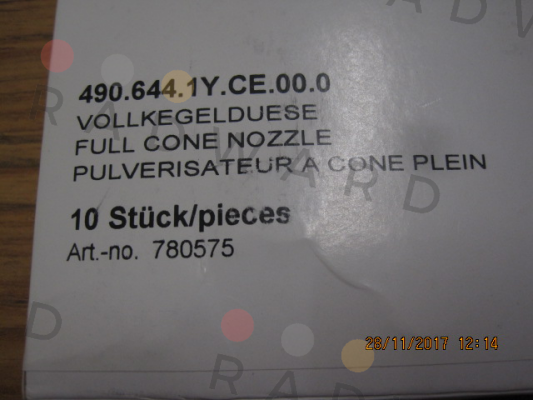 RADWARD
490.644.1Y.CE.00.0
VOLLKEGELDUESE
FULL CONE NOZZLE
PULVERISATEUR A CONE PLEIN
10 Stück/pieces
Art.-no. 780575
28/11/2017 12:14